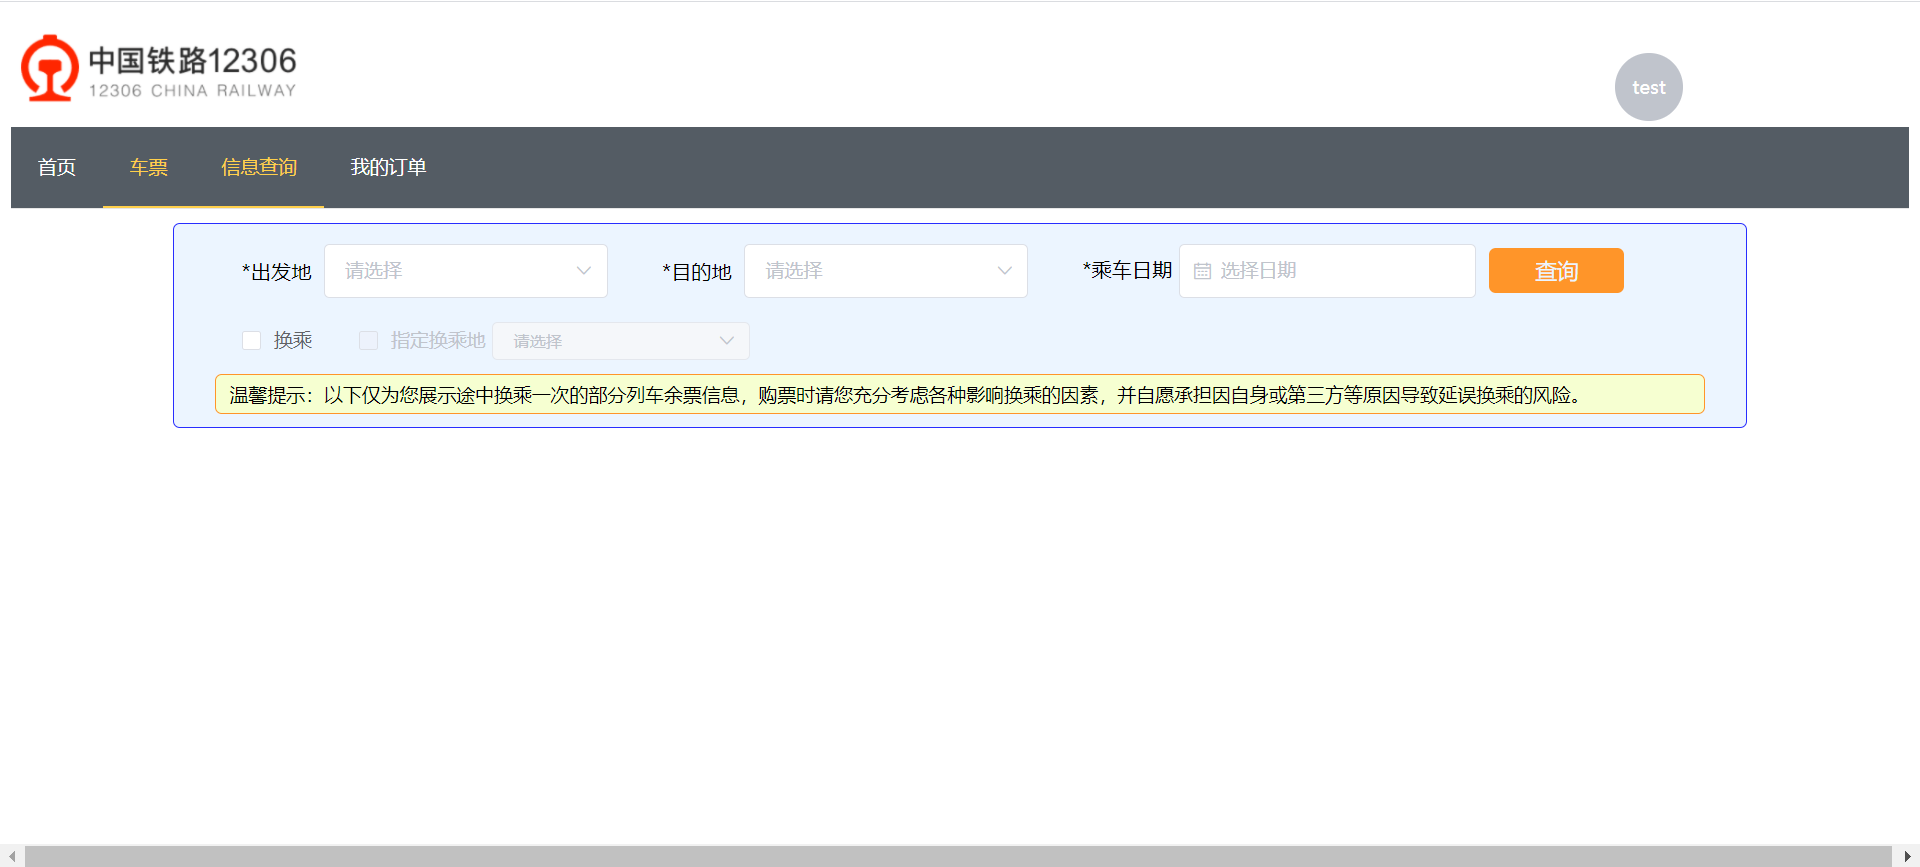 中国铁路12306
12306 CHINA RAILWAY
test
首页 车票 信息查询 我的订单
*出发地 请选择 *目的地 请选择 *乘车日期 选择日期 查询
换乘 指定换乘地 请选择
温馨提示：以下仅为您展示途中换乘一次的部分列车余票信息，购票时请您充分考虑各种影响换乘的因素，并自愿承担因自身或第三方等原因导致延误换乘的风险。